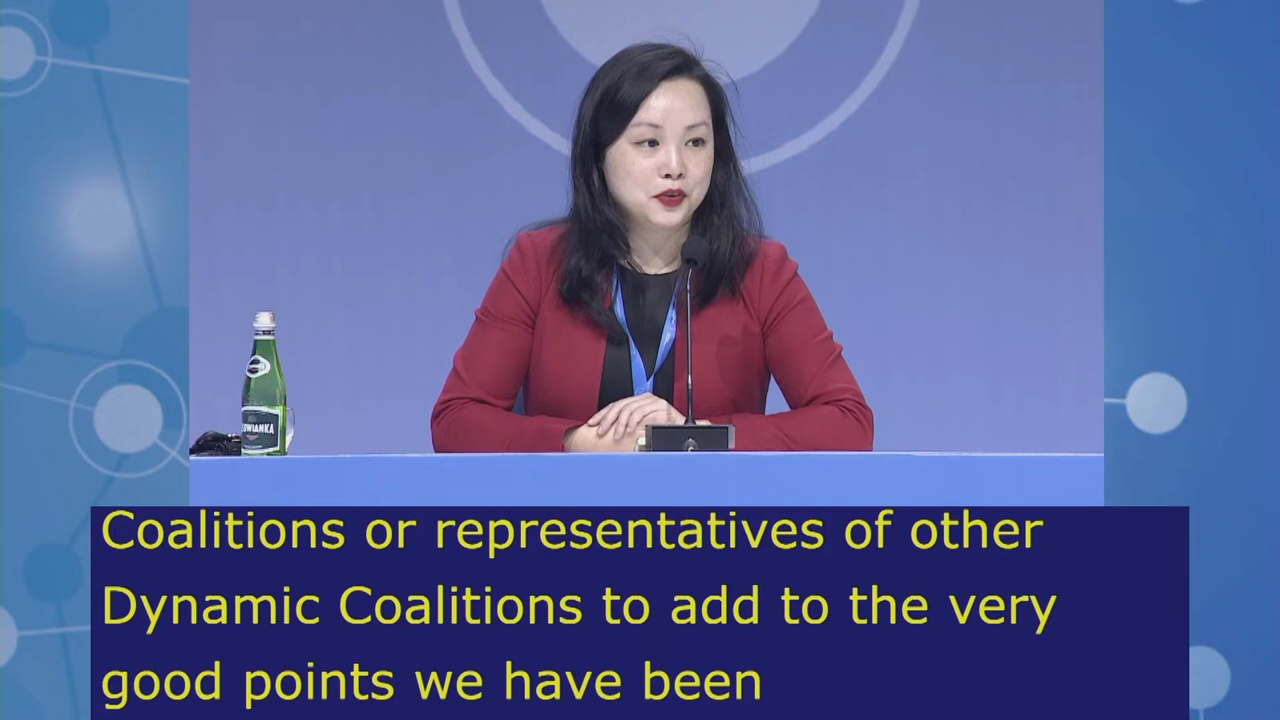 Coalitions or representatives of other
Dynamic Coalitions to add to the very
good points we have been